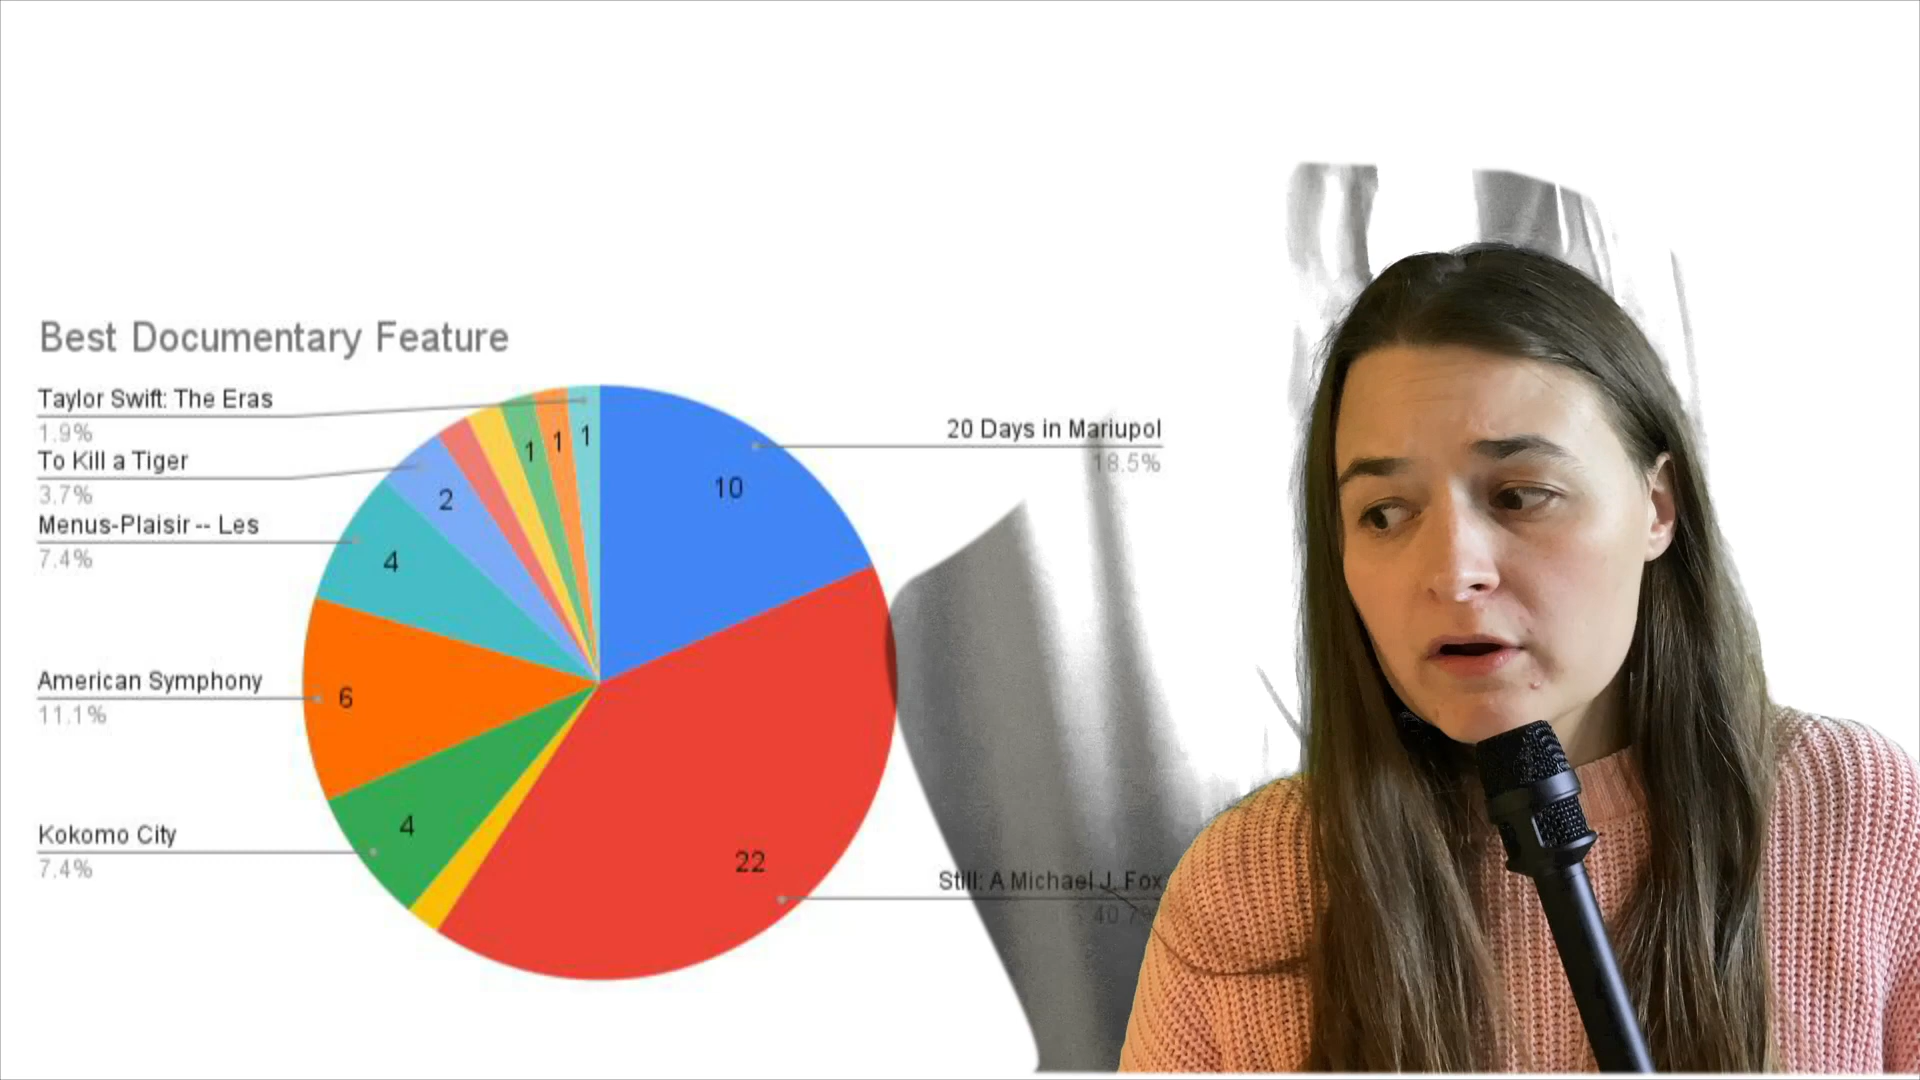 Best Documentary Feature
Taylor Swift: The Eras
1.9%
To Kill a Tiger
3.7%
Menus-Plaisir -- Les
7.4%
American Symphony
11.1%
Kokomo City
7.4%
20 Days in Mariupol
18.5%
Still: A Michael J. Fox
40.7%
10
22
4
6
4
2
1
1
1